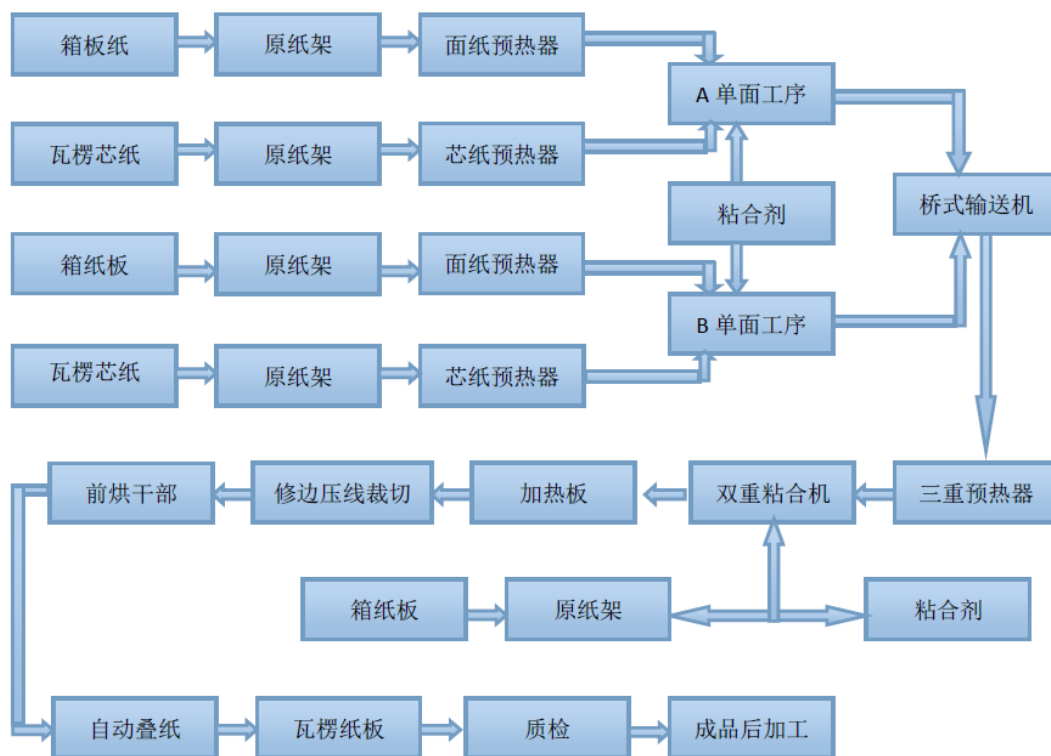 箱板纸
原纸架
面纸预热器
A 单面工序
瓦楞芯纸
原纸架
芯纸预热器
粘合剂
桥式输送机
箱纸板
原纸架
面纸预热器
B 单面工序
瓦楞芯纸
原纸架
芯纸预热器
前烘干部
修边压线裁切
加热板
双重粘合机
三重预热器
箱纸板
原纸架
粘合剂
自动叠纸
瓦楞纸板
质检
成品后加工